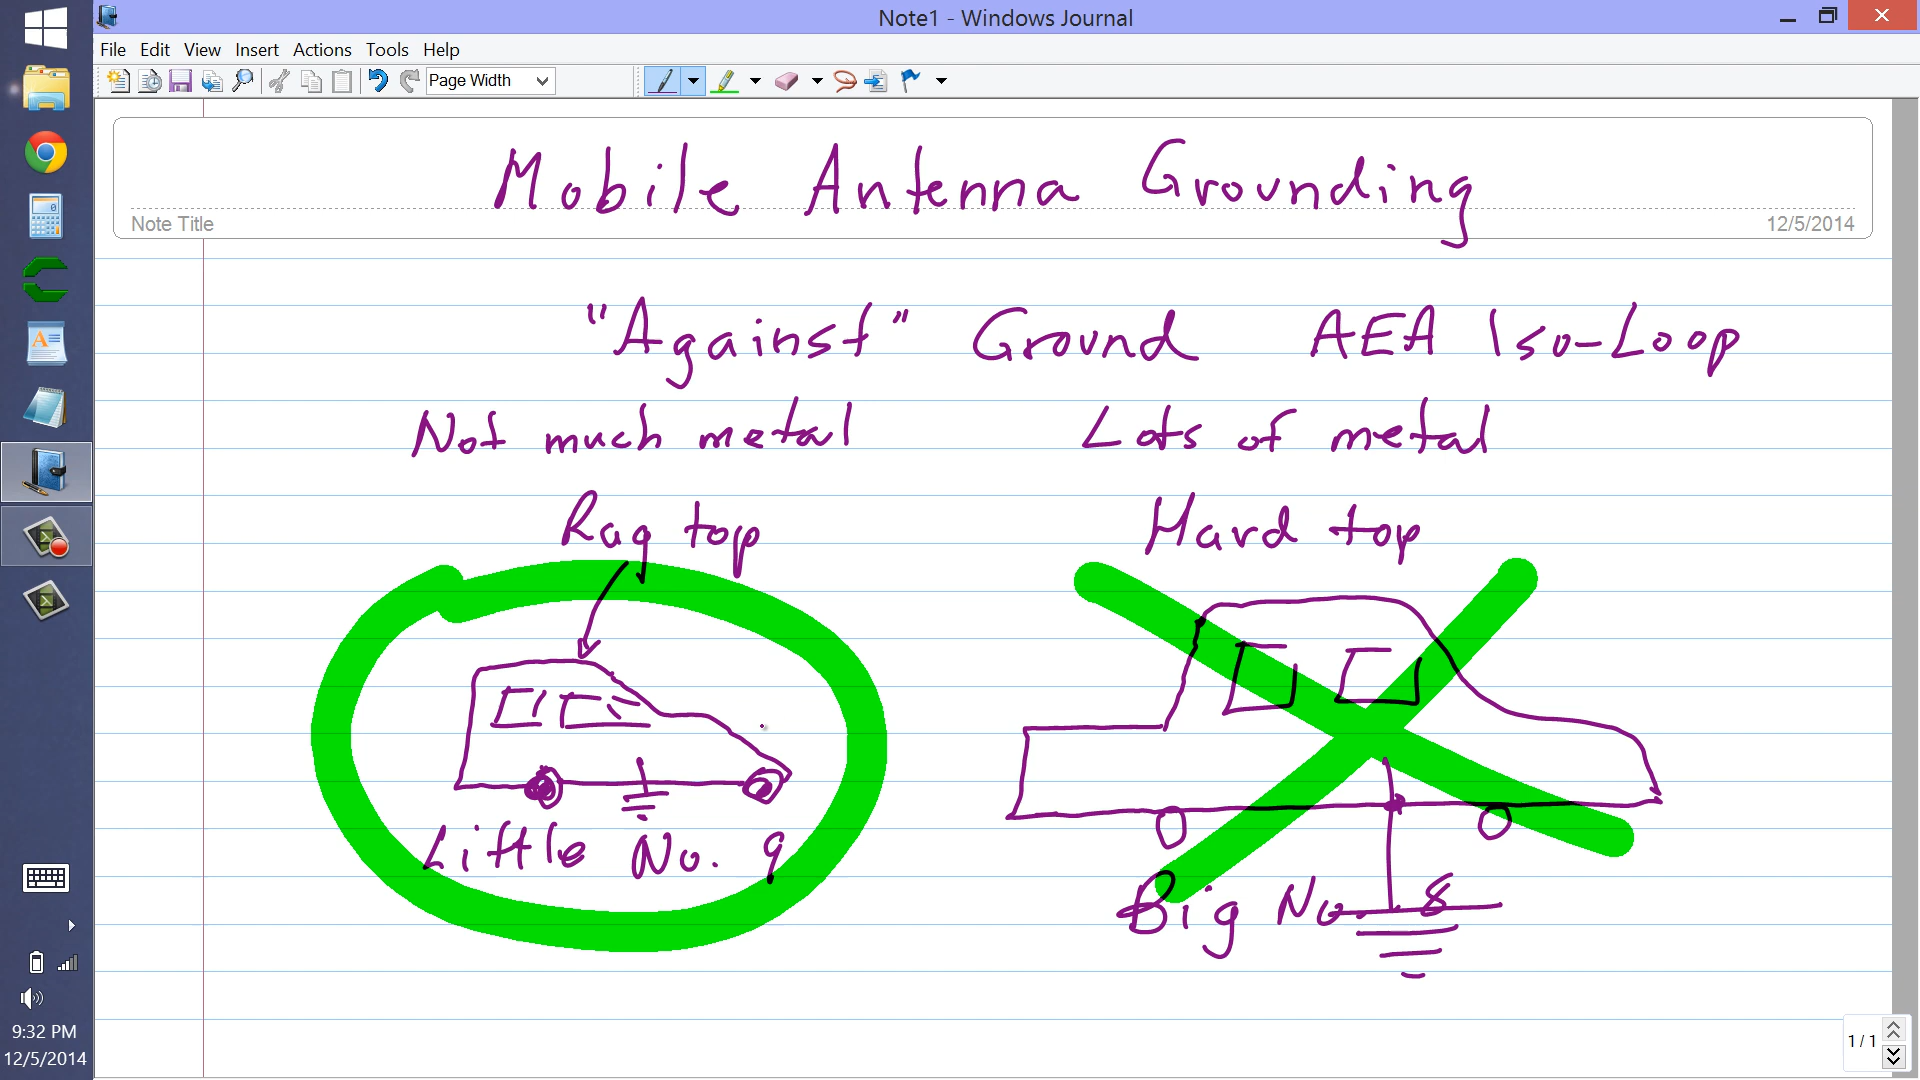 Note1 - Windows Journal
File Edit View Insert Actions Tools Help
Page Width
Mobile Antenna Grounding
Note Title
12/5/2014
"Against" Ground AEA Iso-Loop
Not much metal
Lots of metal
Rag top
Hard top
Little No. 9
Big No. 8
9:32 PM
12/5/2014
1 / 1